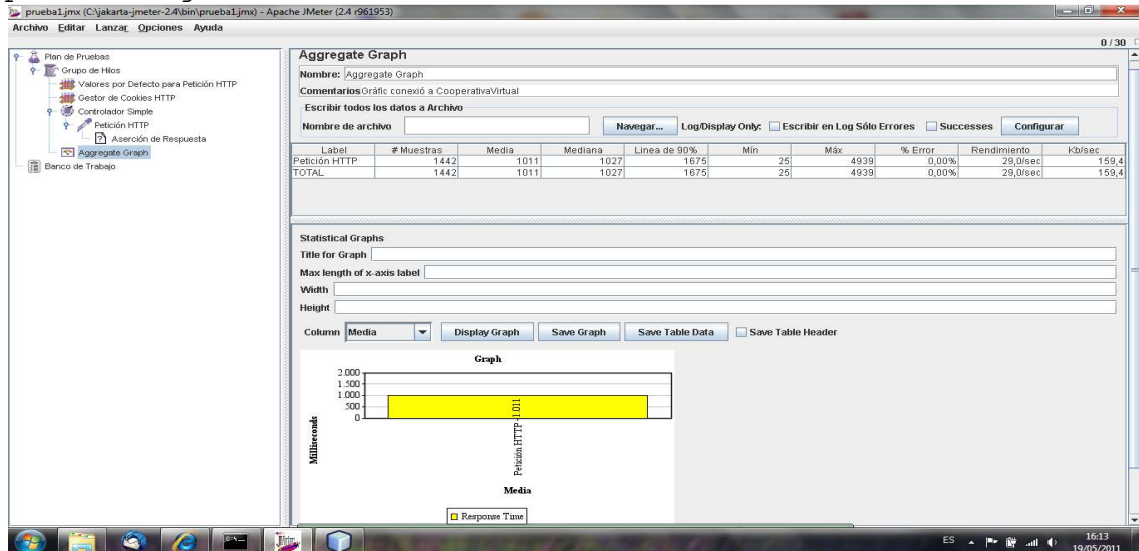 prueba1.jmx (C:\jakarta-jmeter-2.4\bin\prueba1.jmx) - Apache JMeter (2.4 r961953)
Archivo Editar Lanzar Opciones Ayuda
0 / 30
Plan de Pruebas
Grupo de Hilos
Valores por Defecto para Petición HTTP
Gestor de Cookies HTTP
Controlador Simple
Petición HTTP
Aserción de Respuesta
Aggregate Graph
Banco de Trabajo
Aggregate Graph
Nombre: Aggregate Graph
Comentarios Gràfic conexió a CooperativaVirtual
Escribir todos los datos a Archivo
Nombre de archivo Navegar... Log/Display Only: Escribir en Log Sólo Errores Successes Configurar
Label # Muestras Media Mediana Linea de 90% Mín Máx % Error Rendimiento Kb/sec
Petición HTTP 1442 1011 1027 1675 25 4939 0,00% 29,0/sec 159,4
TOTAL 1442 1011 1027 1675 25 4939 0,00% 29,0/sec 159,4
Statistical Graphs
Title for Graph
Max length of x-axis label
Width
Height
Column Media Display Graph Save Graph Save Table Data Save Table Header
Graph
2.000
1.500
1.000
500
0
Milliseconds
Petición HTTP -1.011
Media
Response Time
ES
16:13
19/05/2011